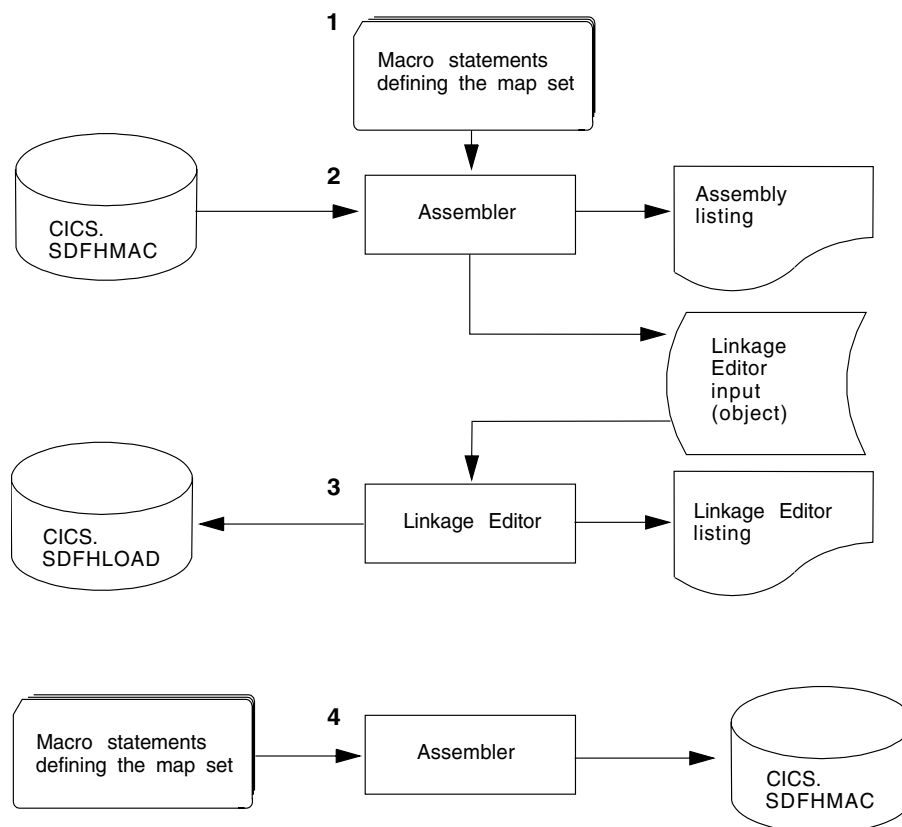 1
Macro statements
defining the map set
2
CICS.
SDFHMAC
Assembler
Assembly
listing
Linkage
Editor
input
(object)
3
CICS.
SDFHLOAD
Linkage Editor
Linkage Editor
listing
4
Macro statements
defining the map set
Assembler
CICS.
SDFHMAC